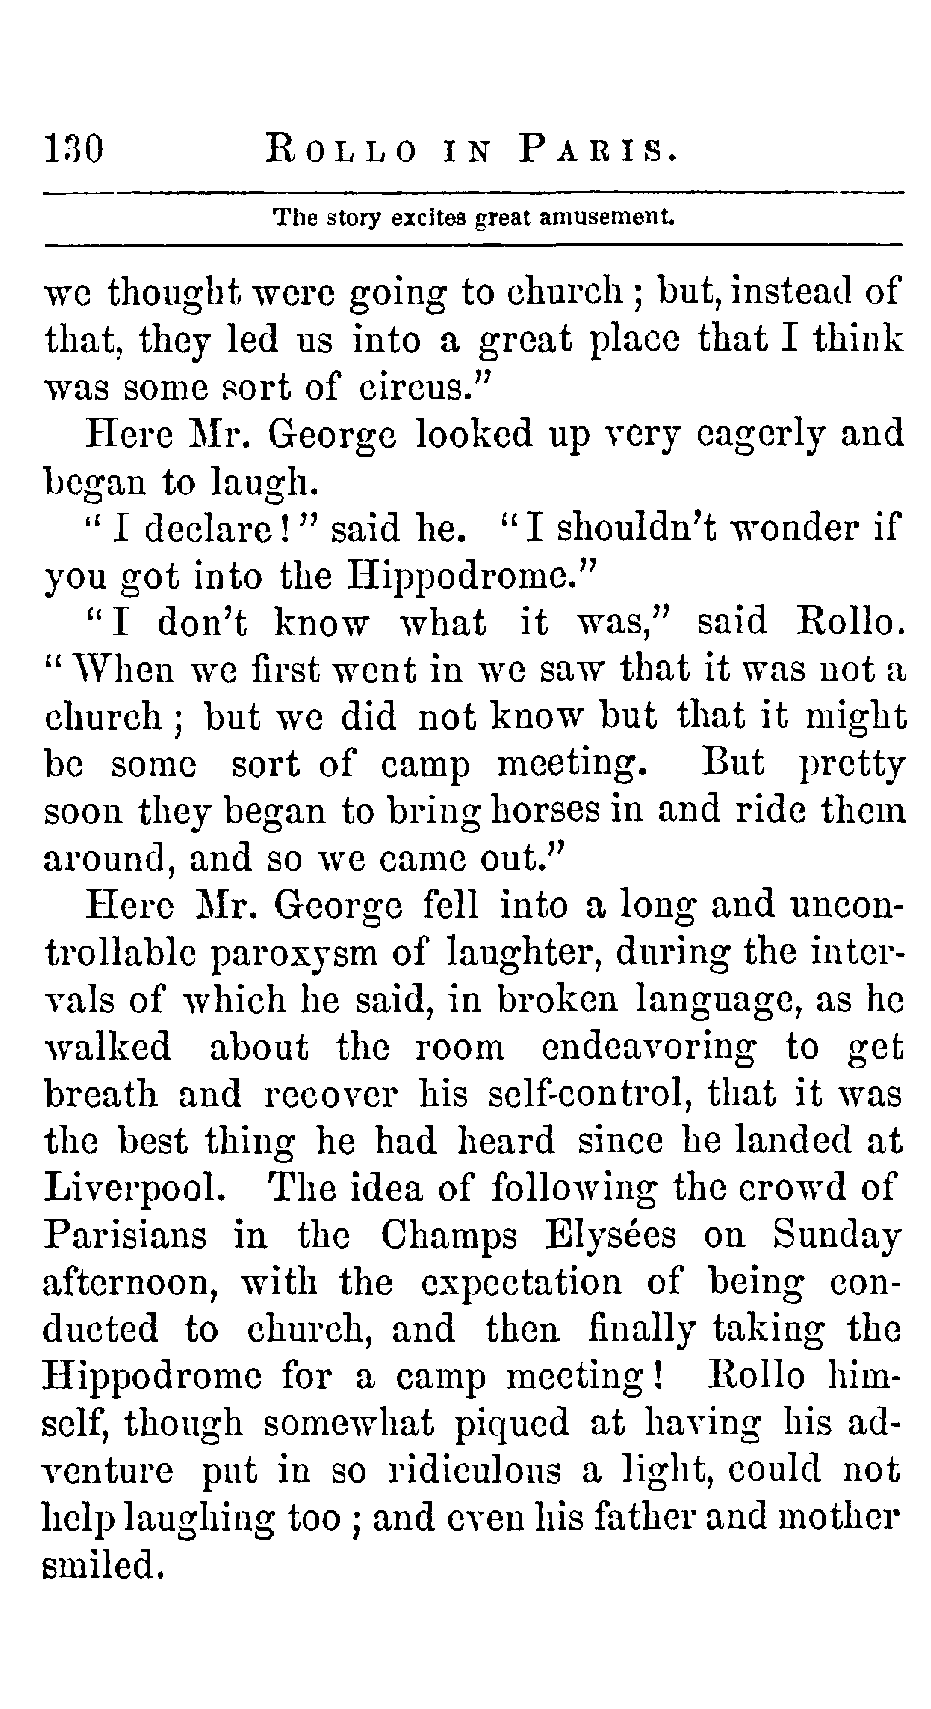 130 ROLLO IN PARIS.
The story excites great amusement.
we thought were going to church ; but, instead of
that, they led us into a great place that I think
was some sort of circus.”
Here Mr. George looked up very eagerly and
began to laugh.
“ I declare ! ” said he. “ I shouldn’t wonder if
you got into the Hippodrome.”
“ I don’t know what it was,” said Rollo.
“ When we first went in we saw that it was not a
church ; but we did not know but that it might
be some sort of camp meeting. But pretty
soon they began to bring horses in and ride them
around, and so we came out.”
Here Mr. George fell into a long and uncon-
trollable paroxysm of laughter, during the inter-
vals of which he said, in broken language, as he
walked about the room endeavoring to get
breath and recover his self-control, that it was
the best thing he had heard since he landed at
Liverpool. The idea of following the crowd of
Parisians in the Champs Elysées on Sunday
afternoon, with the expectation of being con-
ducted to church, and then finally taking the
Hippodrome for a camp meeting ! Rollo him-
self, though somewhat piqued at having his ad-
venture put in so ridiculous a light, could not
help laughing too ; and even his father and mother
smiled.